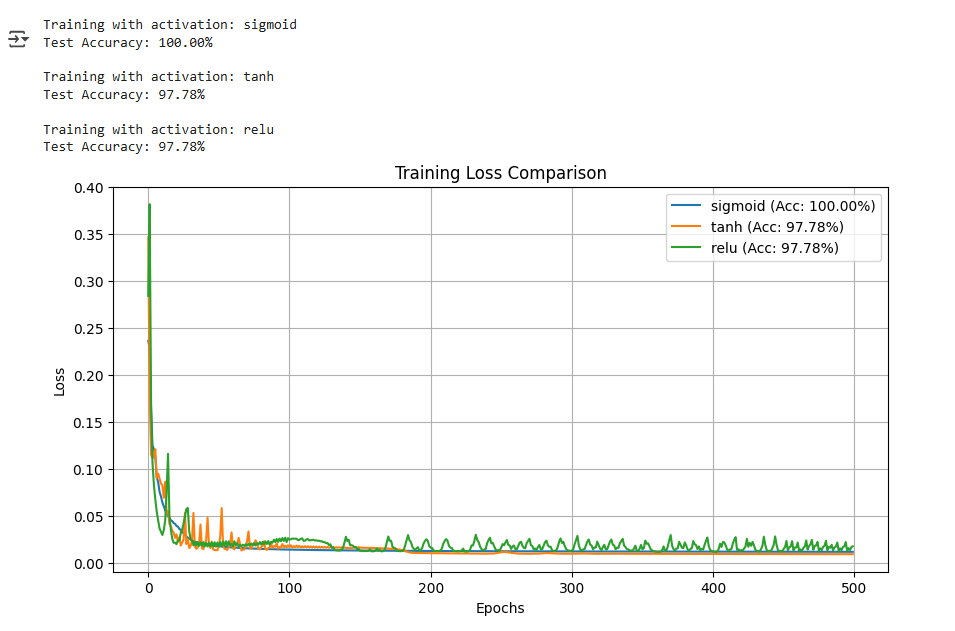 Training with activation: sigmoid
Test Accuracy: 100.00%
Training with activation: tanh
Test Accuracy: 97.78%
Training with activation: relu
Test Accuracy: 97.78%
Training Loss Comparison
sigmoid (Acc: 100.00%)
tanh (Acc: 97.78%)
relu (Acc: 97.78%)
0.40
0.35
0.30
0.25
0.20
0.15
0.10
0.05
0.00
Loss
0 100 200 300 400 500
Epochs